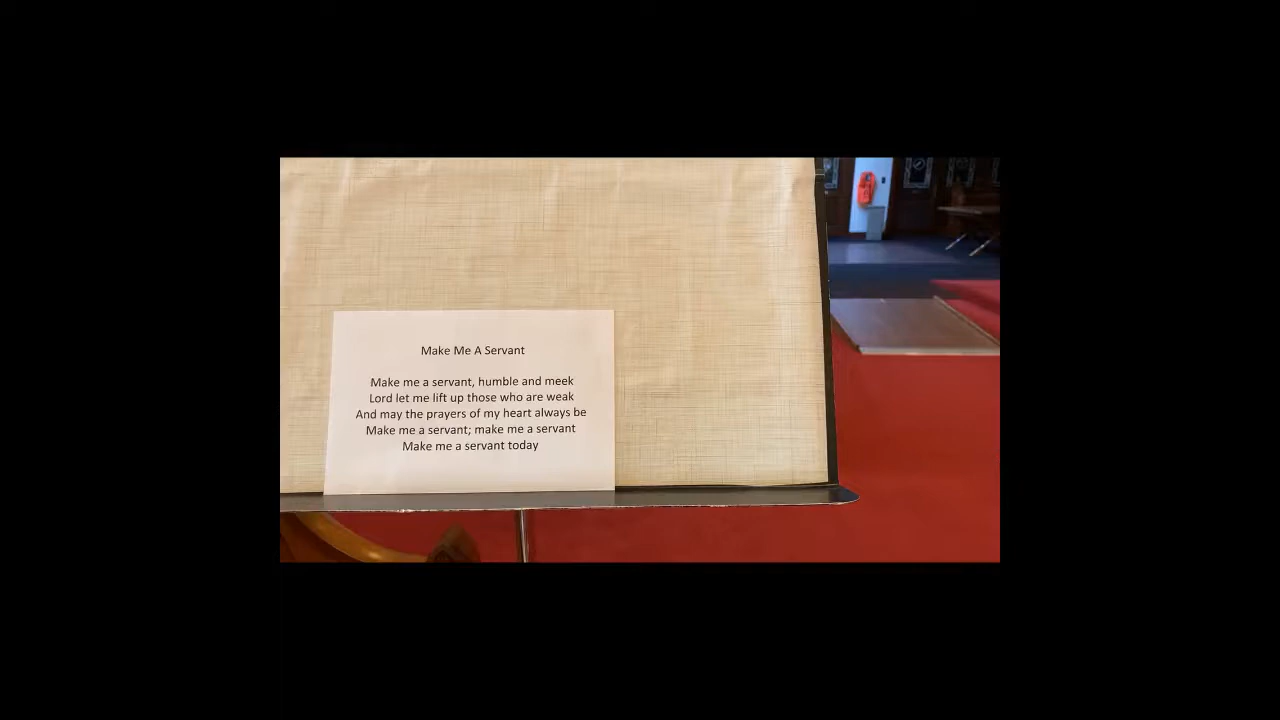 Make Me A Servant
Make me a servant, humble and meek
Lord let me lift up those who are weak
And may the prayers of my heart always be
Make me a servant; make me a servant
Make me a servant today